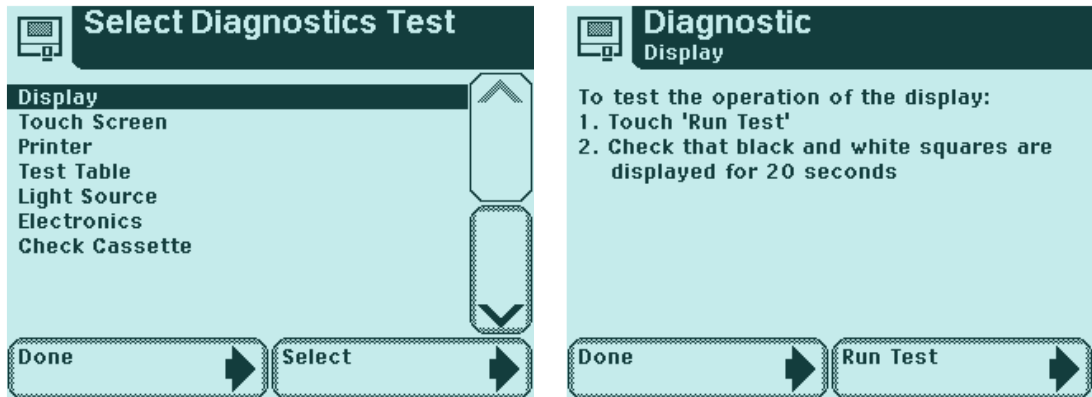 Select Diagnostics Test
Display
Touch Screen
Printer
Test Table
Light Source
Electronics
Check Cassette
Done
Select
Diagnostic
Display
To test the operation of the display:
1. Touch 'Run Test'
2. Check that black and white squares are
displayed for 20 seconds
Done
Run Test